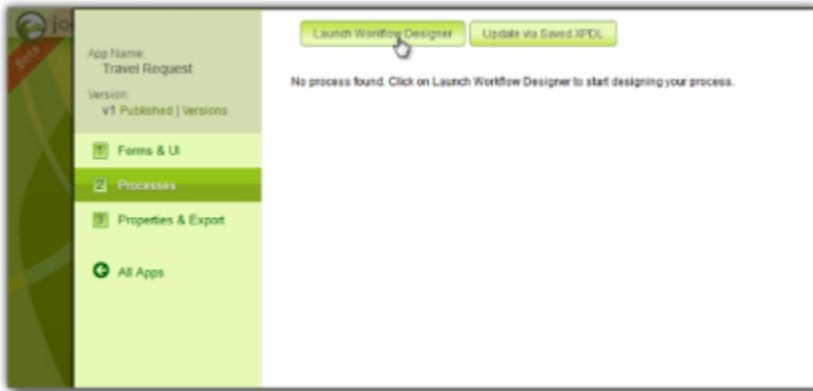 jo
Beta
App Name:
Travel Request
Version:
v1 Published | Versions
1 Forms & UI
2 Processes
3 Properties & Export
All Apps
Launch Workflow Designer
Update via Saved XPDL
No process found. Click on Launch Workflow Designer to start designing your process.